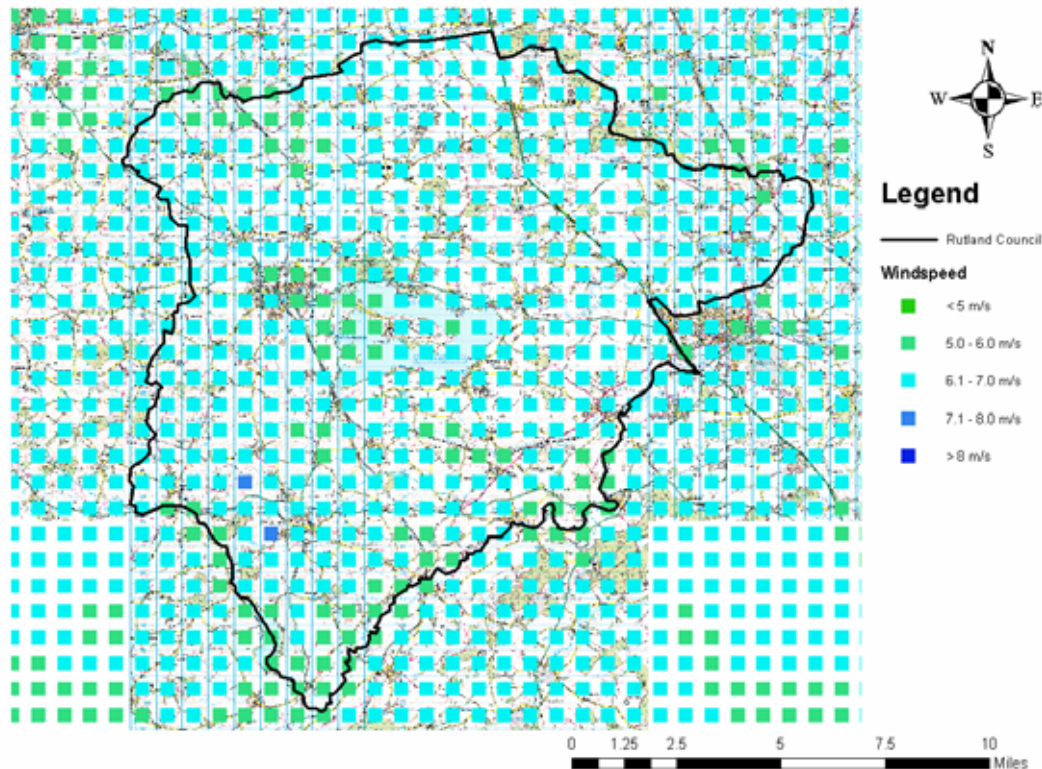 N
W E
S
Legend
Rutland Council
Windspeed
<5 m/s
5.0 - 6.0 m/s
6.1 - 7.0 m/s
7.1 - 8.0 m/s
>8 m/s
0 1.25 2.5 5 7.5 10
Miles